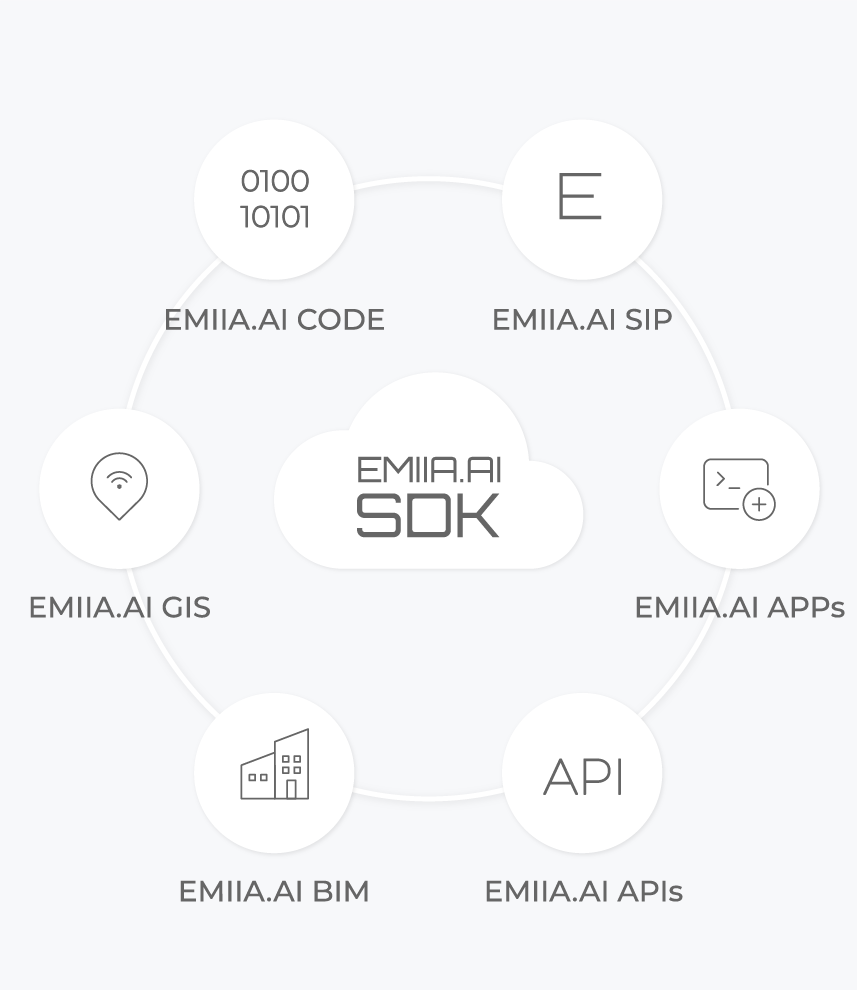 0100
10101
E
EMIIA.AI CODE
EMIIA.AI SIP
EMIIA.AI
SDK
EMIIA.AI GIS
EMIIA.AI APPs
API
EMIIA.AI BIM
EMIIA.AI APIs